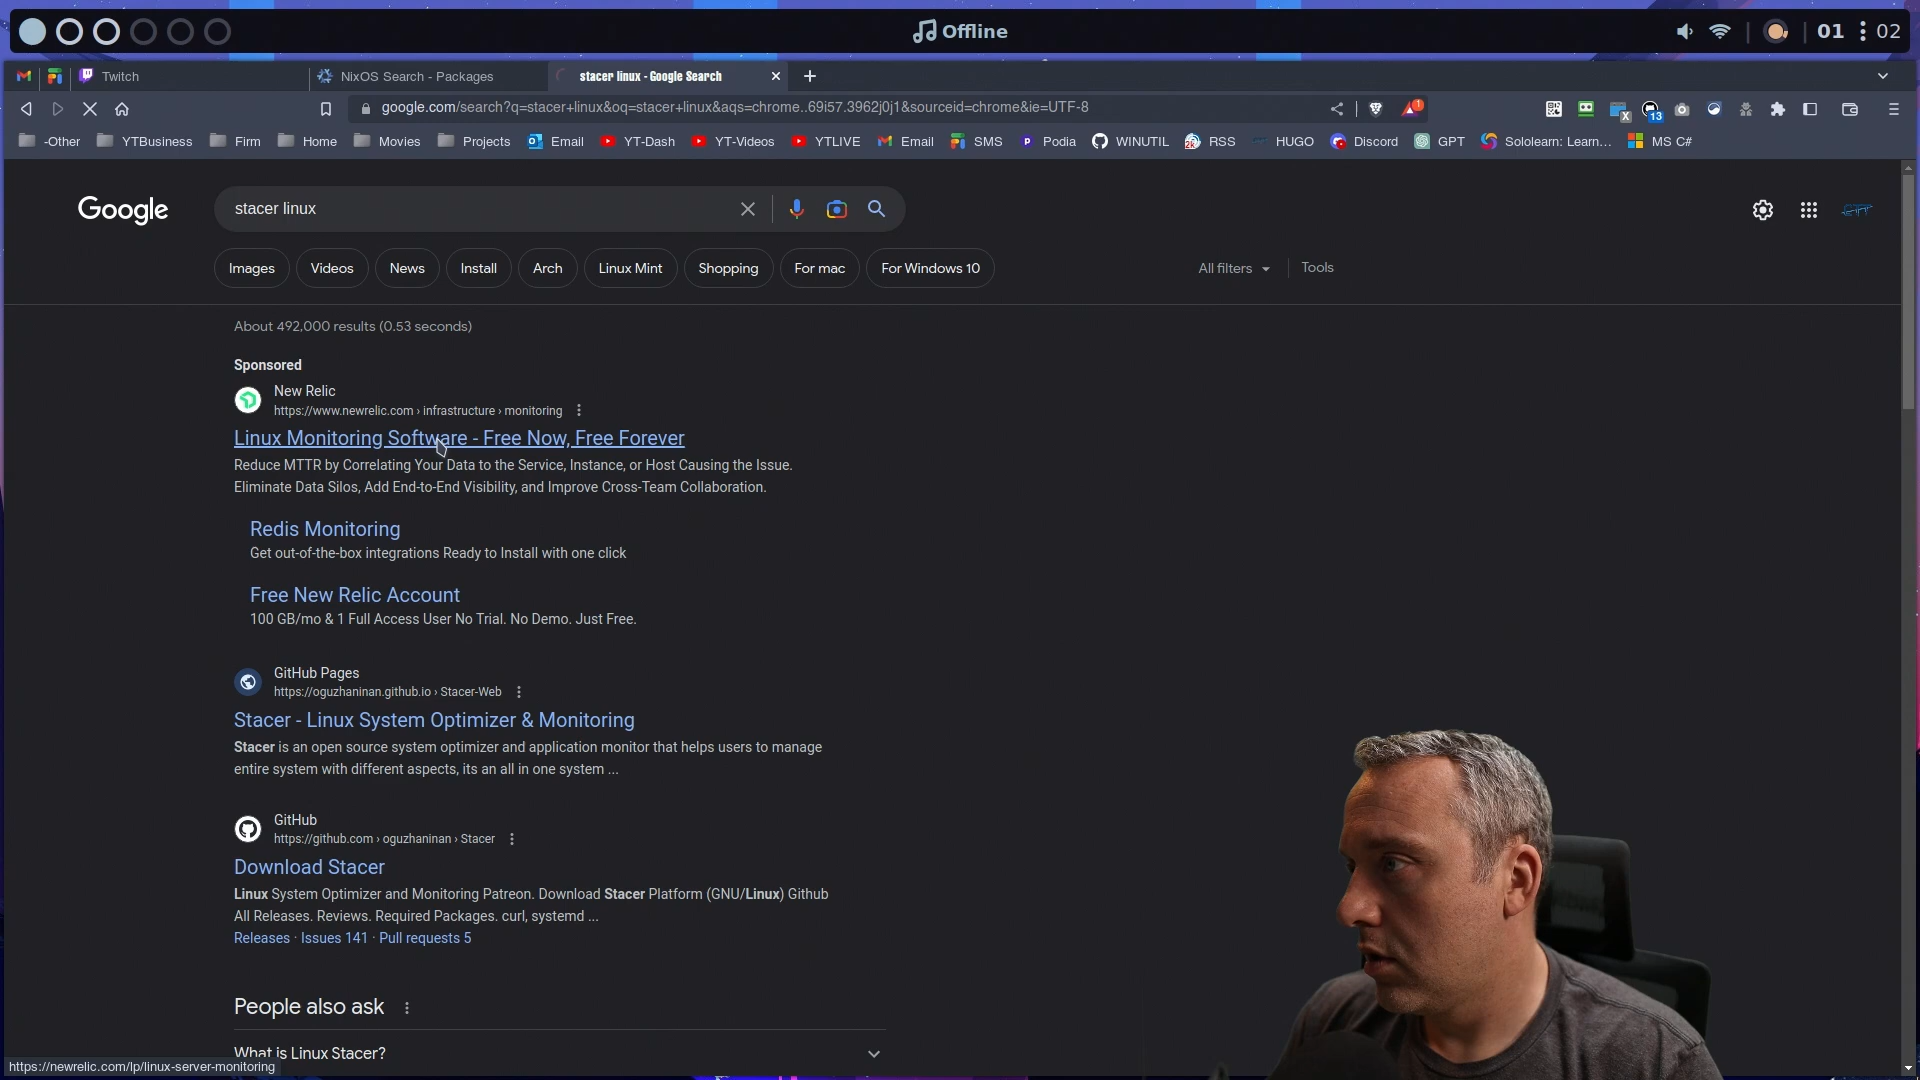 Offline
01
02
Twitch
NixOS Search - Packages
stacer linux - Google Search
google.com/search?q=stacer+linux&oq=stacer+linux&aqs=chrome..69i57.3962j0j1&sourceid=chrome&ie=UTF-8
1
X
13
-Other
YTBusiness
Firm
Home
Movies
Projects
Email
YT-Dash
YT-Videos
YTLIVE
Email
SMS
Podia
WINUTIL
RSS
HUGO
Discord
GPT
Sololearn: Learn...
MS C#
Google
stacer linux
CTT
Images
Videos
News
Install
Arch
Linux Mint
Shopping
For mac
For Windows 10
All filters
Tools
About 492,000 results (0.53 seconds)
Sponsored
New Relic
https://www.newrelic.com › infrastructure › monitoring
Linux Monitoring Software - Free Now, Free Forever
Reduce MTTR by Correlating Your Data to the Service, Instance, or Host Causing the Issue.
Eliminate Data Silos, Add End-to-End Visibility, and Improve Cross-Team Collaboration.
Redis Monitoring
Get out-of-the-box integrations Ready to Install with one click
Free New Relic Account
100 GB/mo & 1 Full Access User No Trial. No Demo. Just Free.
GitHub Pages
https://oguzhaninan.github.io › Stacer-Web
Stacer - Linux System Optimizer & Monitoring
Stacer is an open source system optimizer and application monitor that helps users to manage
entire system with different aspects, its an all in one system ...
GitHub
https://github.com › oguzhaninan › Stacer
Download Stacer
Linux System Optimizer and Monitoring Patreon. Download Stacer Platform (GNU/Linux) Github
All Releases. Reviews. Required Packages. curl, systemd ...
Releases · Issues 141 · Pull requests 5
People also ask
What is Linux Stacer?
https://newrelic.com/lp/linux-server-monitoring